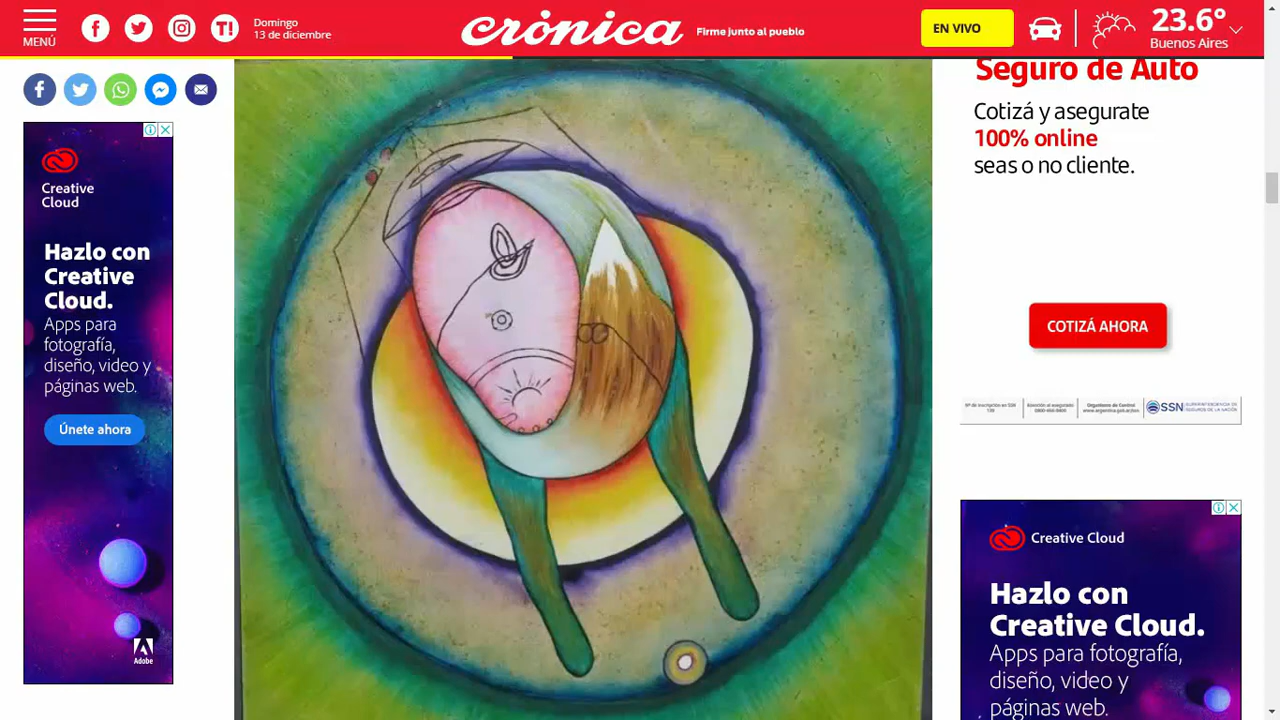 MENÚ
Domingo
13 de diciembre
crònica
Firme junto al pueblo
EN VIVO
23.6°
Buenos Aires
Creative
Cloud
Hazlo con
Creative
Cloud.
Apps para
fotografía,
diseño, video y
páginas web.
Únete ahora
Adobe
Seguro de Auto
Cotizá y asegurate
100% online
seas o no cliente.
COTIZÁ AHORA
SSN
Creative Cloud
Hazlo con
Creative Cloud.
Apps para fotografía,
diseño, video y
páginas web.